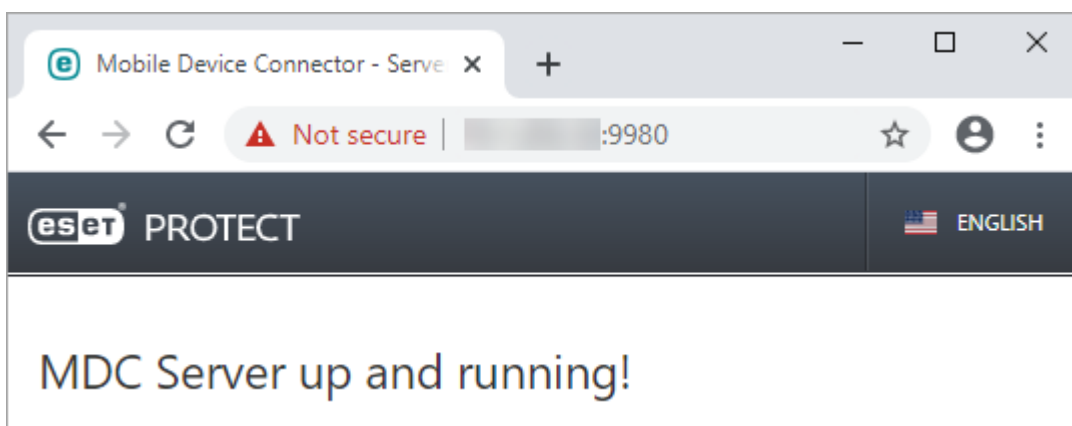 Mobile Device Connector - Serve
Not secure :9980
eset PROTECT
ENGLISH
MDC Server up and running!